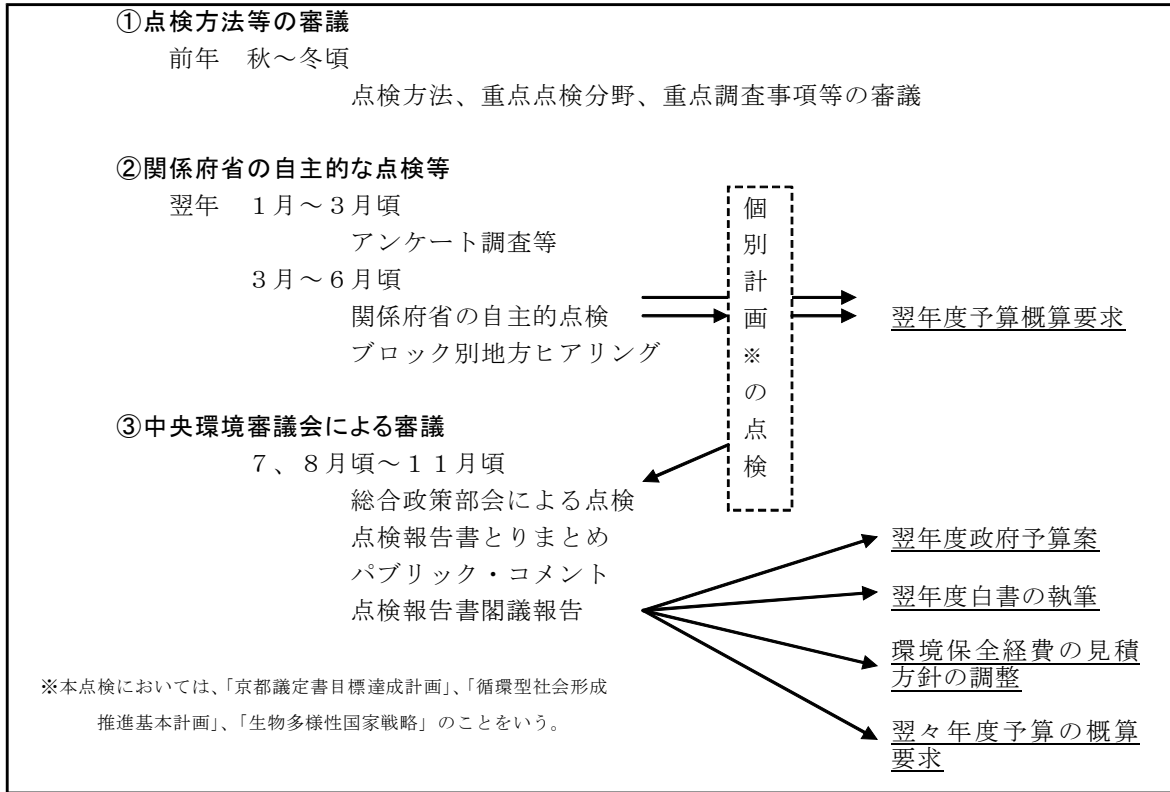 ①点検方法等の審議
前年　秋～冬頃
点検方法、重点点検分野、重点調査事項等の審議
②関係府省の自主的な点検等
翌年　１月～３月頃
アンケート調査等
３月～６月頃
関係府省の自主的点検
ブロック別地方ヒアリング
個別計画※の点検
翌年度予算概算要求
③中央環境審議会による審議
７、８月頃～１１月頃
総合政策部会による点検
点検報告書とりまとめ
パブリック・コメント
点検報告書閣議報告
翌年度政府予算案
翌年度白書の執筆
環境保全経費の見積
方針の調整
翌々年度予算の概算
要求
※本点検においては、「京都議定書目標達成計画」、「循環型社会形成
推進基本計画」、「生物多様性国家戦略」のことをいう。